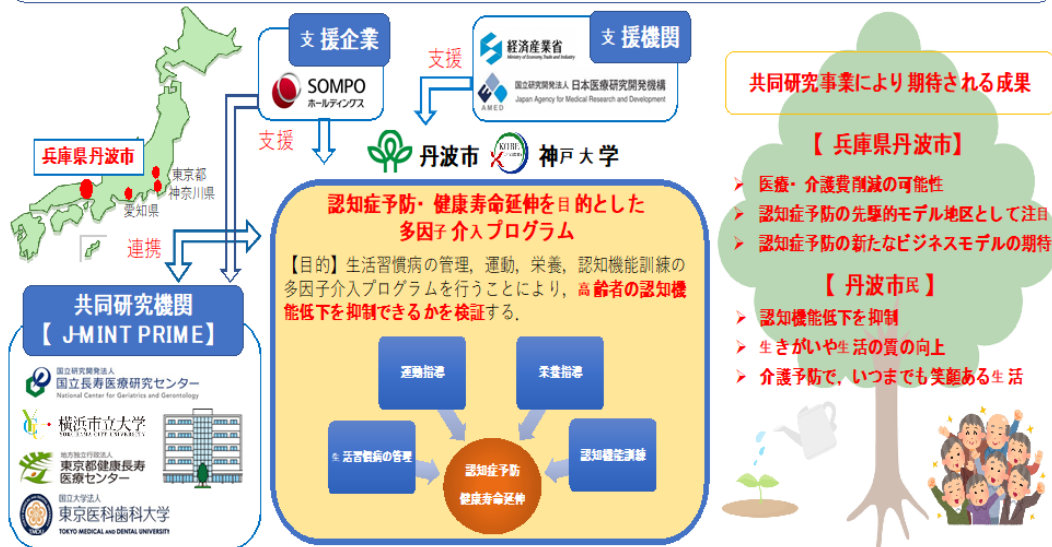 支援企業
SOMPO
ホールディングス
支援
支援
支援機関
経済産業省
Ministry of Economy, Trade and Industry
AMED
国立研究開発法人 日本医療研究開発機構
Japan Agency for Medical Research and Development
兵庫県丹波市
東京都
神奈川県
愛知県
連携
丹波市
神戸大学
認知症予防・健康寿命延伸を目的とした
多因子介入プログラム
【目的】生活習慣病の管理，運動，栄養，認知機能訓練の
多因子介入プログラムを行うことにより，高齢者の認知機
能低下を抑制できるかを検証する．
運動指導
栄養指導
生活習慣病の管理
認知機能訓練
認知症予防
健康寿命延伸
共同研究機関
【 J-MINT PRIME】
国立研究開発法人
国立長寿医療研究センター
National Center for Geriatrics and Gerontology
横浜市立大学
YOKOHAMA CITY UNIVERSITY
地方独立行政法人
東京都健康長寿
医療センター
国立大学法人
東京医科歯科大学
TOKYO MEDICAL AND DENTAL UNIVERSITY
共同研究事業により期待される成果
【 兵庫県丹波市】
➤ 医療・介護費削減の可能性
➤ 認知症予防の先駆的モデル地区として注目
➤ 認知症予防の新たなビジネスモデルの期待
【 丹波市民 】
➤ 認知機能低下を抑制
➤ 生きがいや生活の質の向上
➤ 介護予防で，いつまでも笑顔ある生活